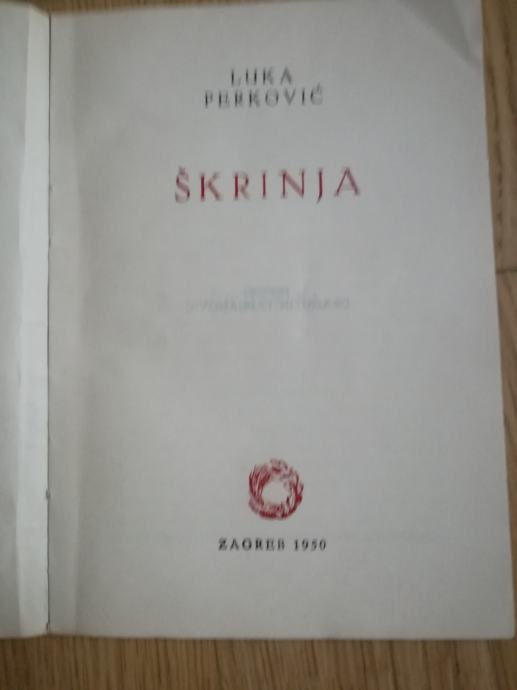 LUKA
PERKOVIĆ
ŠKRINJA
ZAGREB 1950